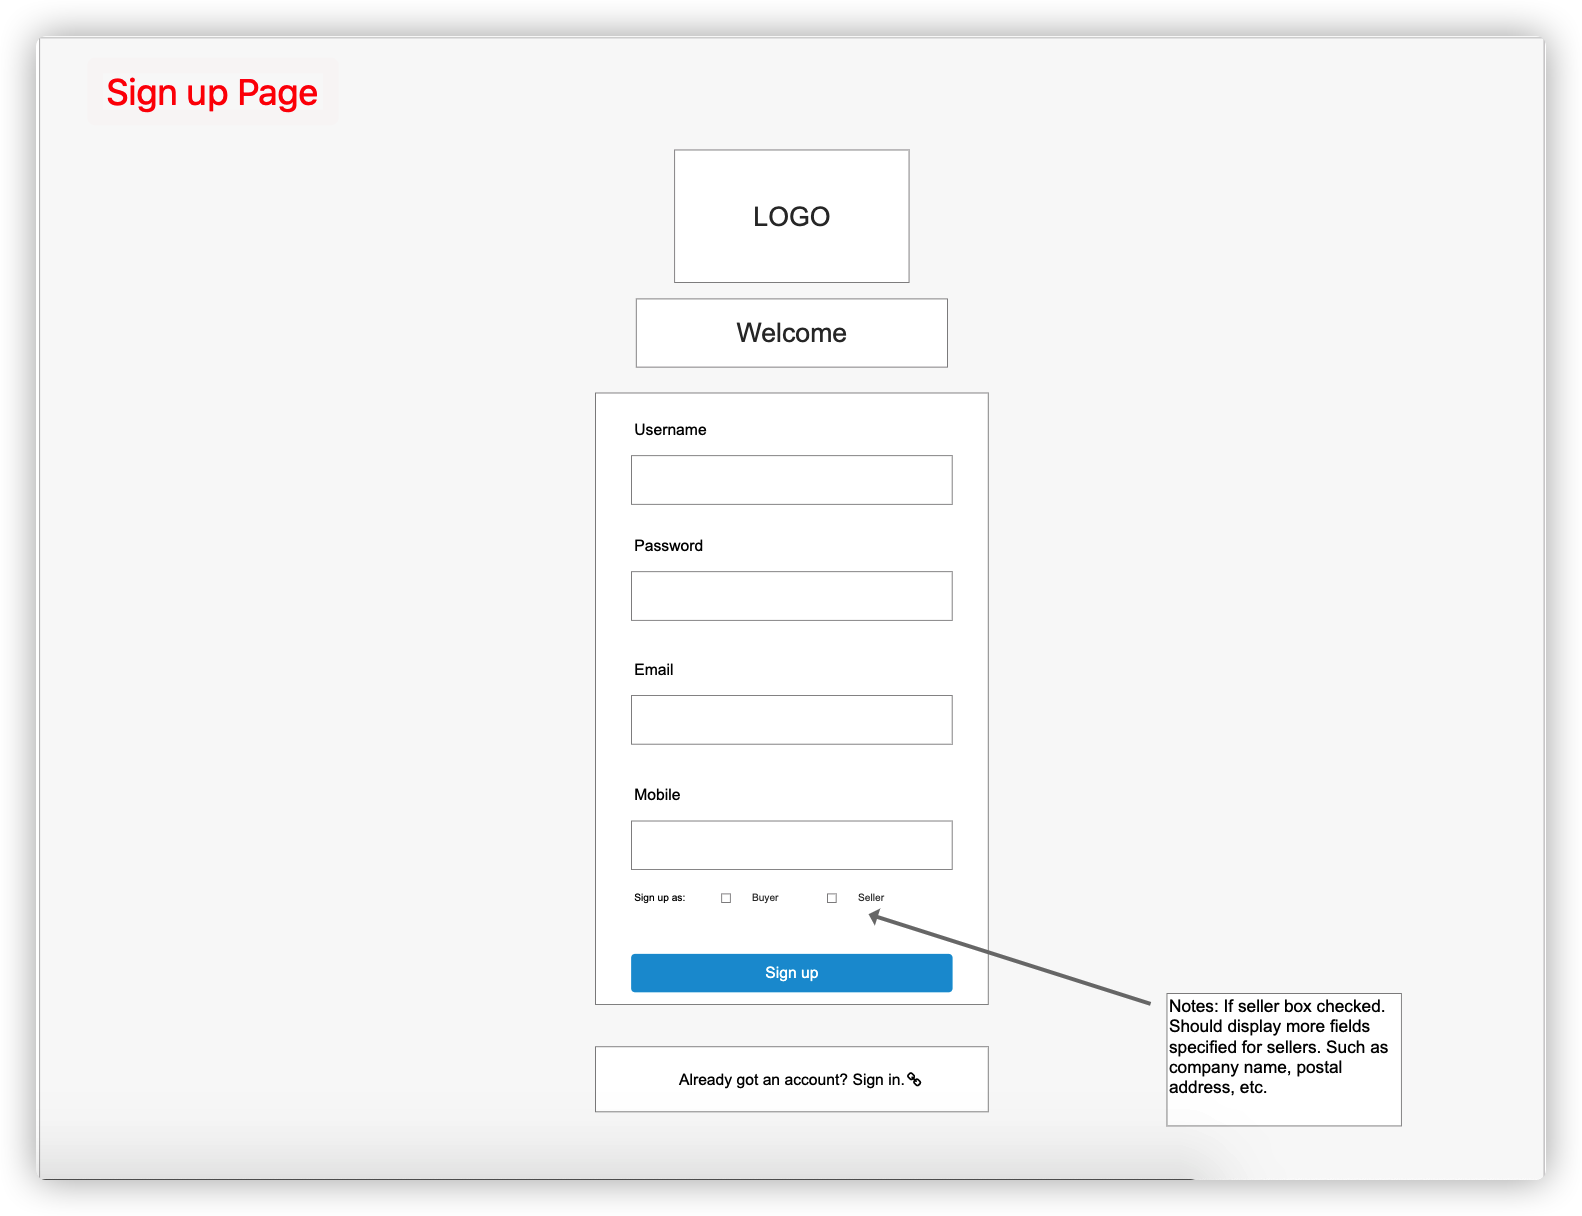 Sign up Page
LOGO
Welcome
Username
Password
Email
Mobile
Sign up as: Buyer Seller
Sign up
Already got an account? Sign in.
Notes: If seller box checked.
Should display more fields
specified for sellers. Such as
company name, postal
address, etc.